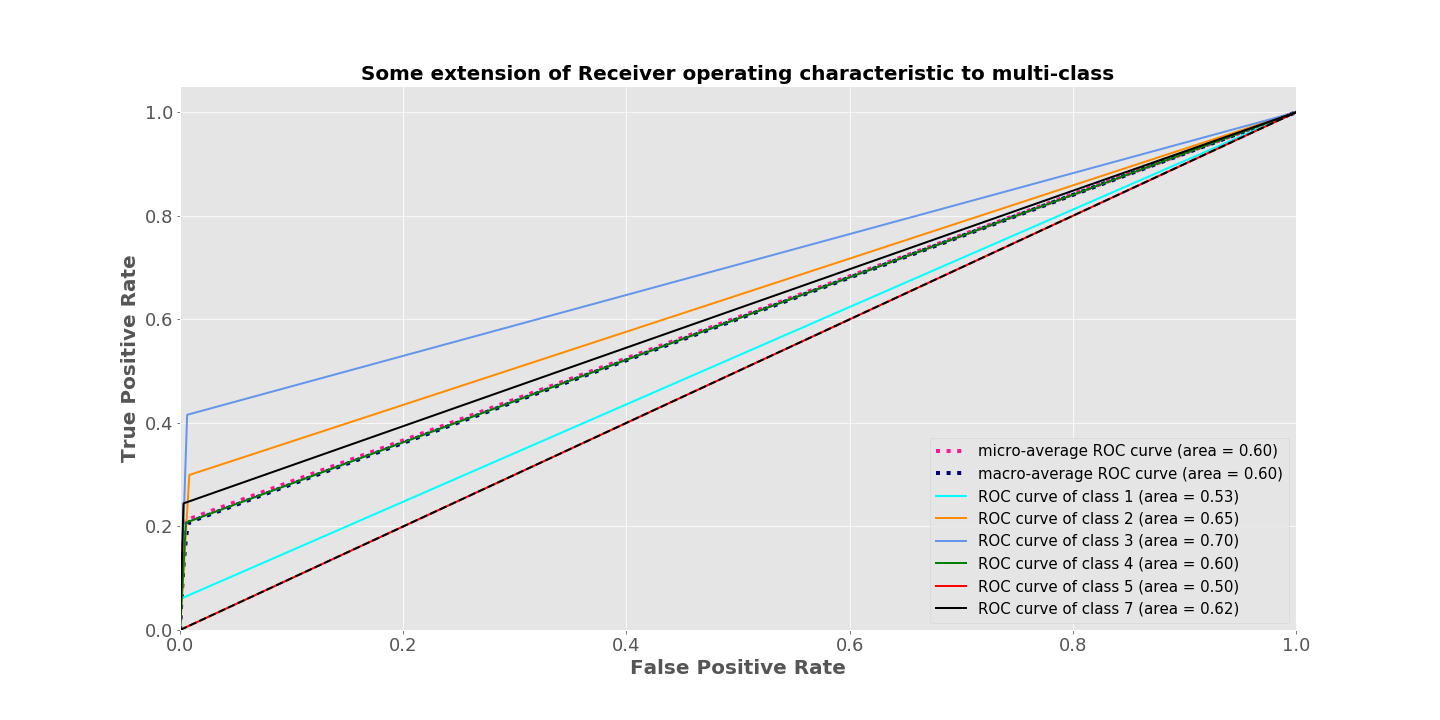 Some extension of Receiver operating characteristic to multi-class
1.0
0.8
0.6
0.4
0.2
0.0
True Positive Rate
micro-average ROC curve (area = 0.60)
macro-average ROC curve (area = 0.60)
ROC curve of class 1 (area = 0.53)
ROC curve of class 2 (area = 0.65)
ROC curve of class 3 (area = 0.70)
ROC curve of class 4 (area = 0.60)
ROC curve of class 5 (area = 0.50)
ROC curve of class 7 (area = 0.62)
0.0 0.2 0.4 0.6 0.8 1.0
False Positive Rate